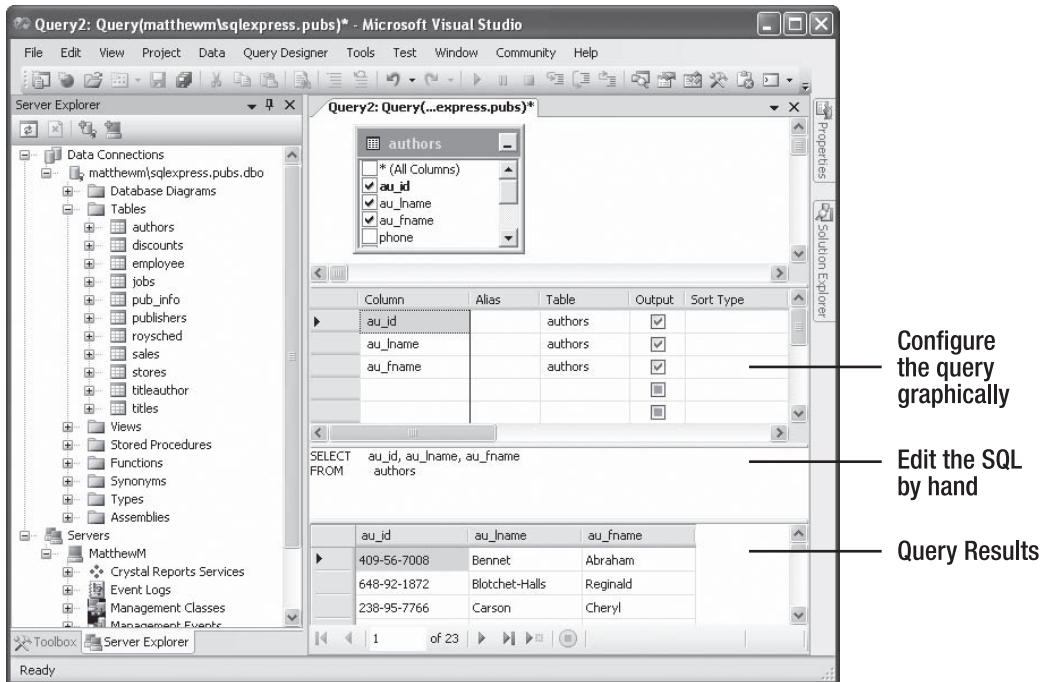 Query2: Query(matthewm\sqlexpress.pubs)* - Microsoft Visual Studio
File Edit View Project Data Query Designer Tools Test Window Community Help
Server Explorer
Data Connections
matthewm\sqlexpress.pubs.dbo
Database Diagrams
Tables
authors
discounts
employee
jobs
pub_info
publishers
roysched
sales
stores
titleauthor
titles
Views
Stored Procedures
Functions
Synonyms
Types
Assemblies
Servers
MatthewM
Crystal Reports Services
Event Logs
Management Classes
Management Events
Toolbox Server Explorer
Query2: Query(...express.pubs)*
authors
* (All Columns)
au_id
au_lname
au_fname
phone
Column Alias Table Output Sort Type
au_id authors
au_lname authors
au_fname authors
SELECT au_id, au_lname, au_fname
FROM authors
au_id au_lname au_fname
409-56-7008 Bennet Abraham
648-92-1872 Blotchet-Halls Reginald
238-95-7766 Carson Cheryl
1 of 23
Properties
Solution Explorer
Ready
Configure
the query
graphically
Edit the SQL
by hand
Query Results